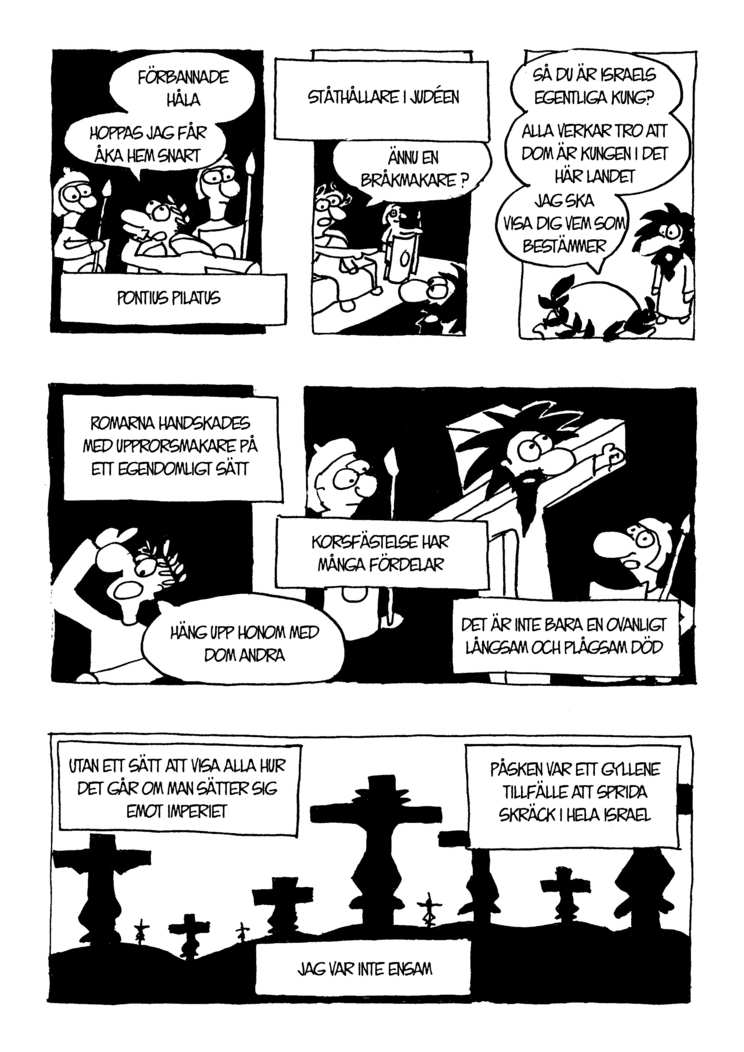 FÖRBANNADE
HÅLA
HOPPAS JAG FÅR
ÅKA HEM SNART
PONTIUS PILATUS
STÅTHÅLLARE I JUDÉEN
ÄNNU EN
BRÅKMAKARE ?
SÅ DU ÄR ISRAELS
EGENTLIGA KUNG?
ALLA VERKAR TRO ATT
DOM ÄR KUNGEN I DET
HÄR LANDET
JAG SKA
VISA DIG VEM SOM
BESTÄMMER
ROMARNA HANDSKADES
MED UPPRORSMAKARE PÅ
ETT EGENDOMLIGT SÄTT
HÄNG UPP HONOM MED
DOM ANDRA
KORSFÄSTELSE HAR
MÅNGA FÖRDELAR
DET ÄR INTE BARA EN OVANLIGT
LÅNGSAM OCH PLÅGSAM DÖD
UTAN ETT SÄTT ATT VISA ALLA HUR
DET GÅR OM MAN SÄTTER SIG
EMOT IMPERIET
PÅSKEN VAR ETT GYLLENE
TILLFÄLLE ATT SPRIDA
SKRÄCK I HELA ISRAEL
JAG VAR INTE ENSAM